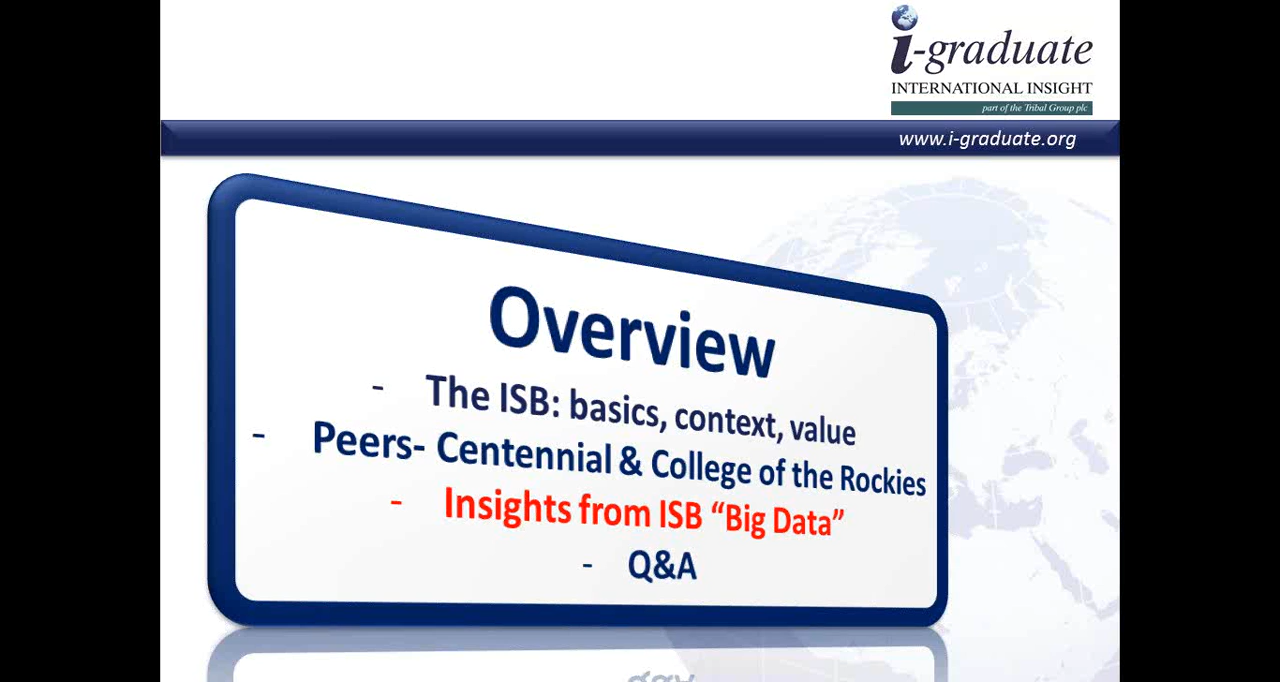 i-graduate
INTERNATIONAL INSIGHT
part of the Tribal Group plc
www.i-graduate.org
Overview
- The ISB: basics, context, value
- Peers- Centennial & College of the Rockies
- Insights from ISB “Big Data”
- Q&A